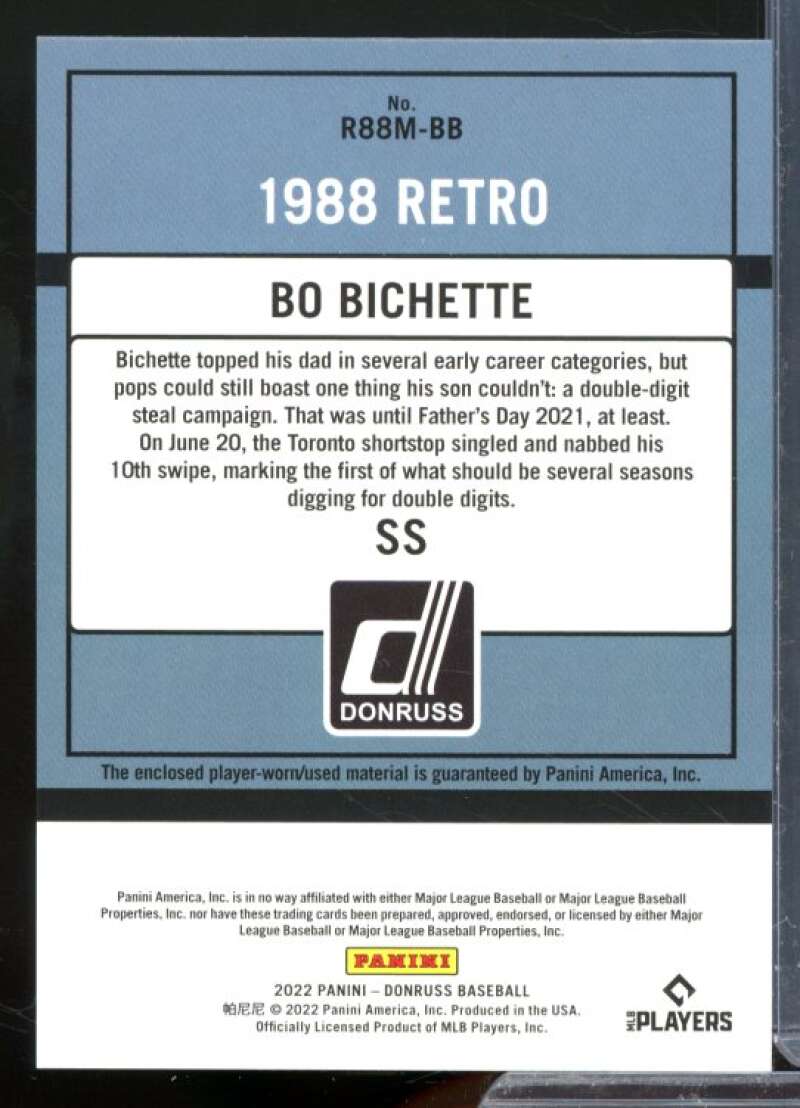 No.
R88M-BB
1988 RETRO
BO BICHETTE
Bichette topped his dad in several early career categories, but
pops could still boast one thing his son couldn't: a double-digit
steal campaign. That was until Father's Day 2021, at least.
On June 20, the Toronto shortstop singled and nabbed his
10th swipe, marking the first of what should be several seasons
digging for double digits.
SS
d
DONRUSS
The enclosed player-worn/used material is guaranteed by Panini America, Inc.
Panini America, Inc. is in no way affiliated with either Major League Baseball or Major League Baseball
Properties, Inc. nor have these trading cards been prepared, approved, endorsed, or licensed by either Major
League Baseball or Major League Baseball Properties, Inc.
PANINI
2022 PANINI – DONRUSS BASEBALL
帕尼尼 © 2022 Panini America, Inc. Produced in the USA.
Officially Licensed Product of MLB Players, Inc.
MLB PLAYERS